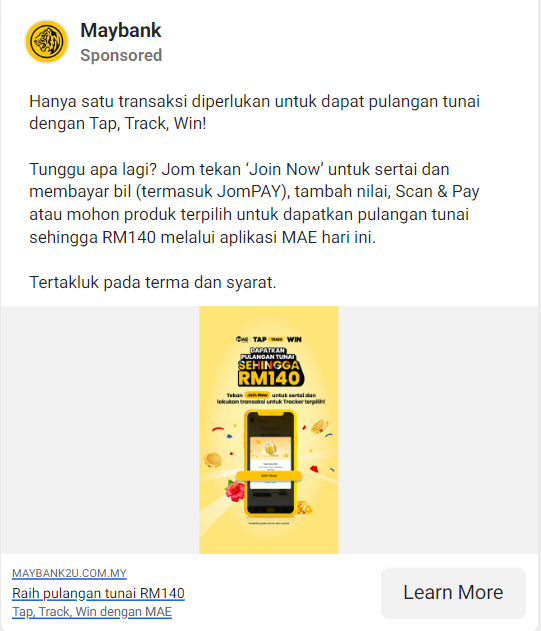 Maybank
Sponsored
Hanya satu transaksi diperlukan untuk dapat pulangan tunai
dengan Tap, Track, Win!
Tunggu apa lagi? Jom tekan ‘Join Now’ untuk sertai dan
membayar bil (termasuk JomPAY), tambah nilai, Scan & Pay
atau mohon produk terpilih untuk dapatkan pulangan tunai
sehingga RM140 melalui aplikasi MAE hari ini.
Tertakluk pada terma dan syarat.
TAP TRACK WIN
DAPATKAN
PULANGAN TUNAI
SEHINGGA
RM140
Tekan Join Now untuk sertai dan
lakukan transaksi untuk Tracker terpilih!
MAYBANK2U.COM.MY
Raih pulangan tunai RM140
Tap, Track, Win dengan MAE
Learn More